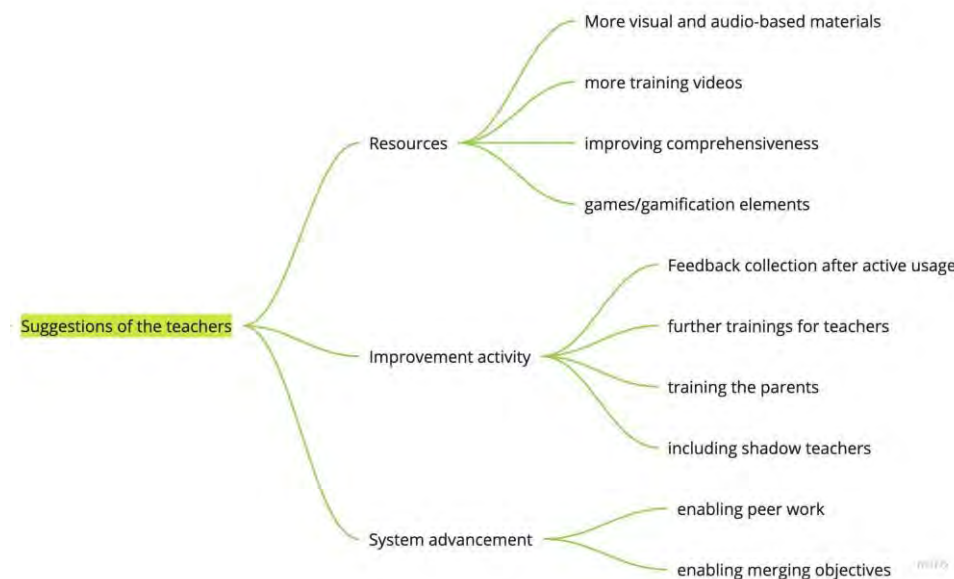 Suggestions of the teachers
Resources
More visual and audio-based materials
more training videos
improving comprehensiveness
games/gamification elements
Improvement activity
Feedback collection after active usage
further trainings for teachers
training the parents
including shadow teachers
System advancement
enabling peer work
enabling merging objectives
miro